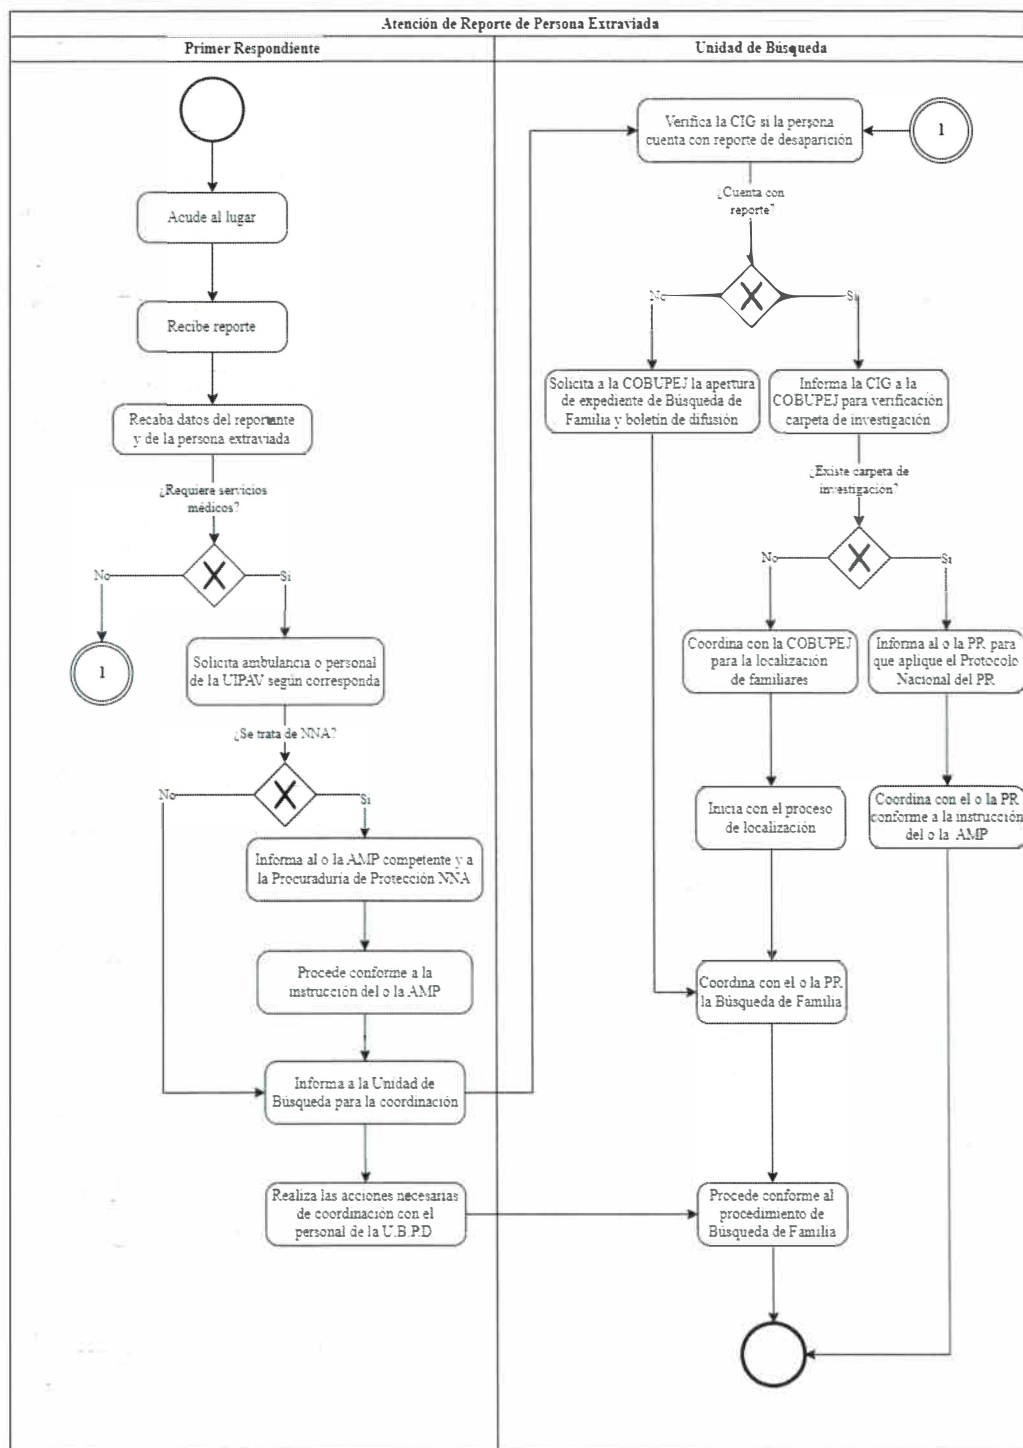 Atención de Reporte de Persona Extraviada
Primer Respondiente
Acude al lugar
Recibe reporte
Recaba datos del reportante
y de la persona extraviada
¿Requiere servicios
médicos?
No
Si
1
Solicita ambulancia o personal
de la UIPAV según corresponda
¿Se trata de NNA?
No
Si
Informa al o la AMP competente y a
la Procuraduría de Protección NNA
Procede conforme a la
instrucción del o la AMP
Informa a la Unidad de
Búsqueda para la coordinación
Realiza las acciones necesarias
de coordinación con el
personal de la U.B.P.D
Unidad de Búsqueda
Verifica la CIG si la persona
cuenta con reporte de desaparición
1
¿Cuenta con
reporte?
No
Si
Solicita a la COBUPEJ la apertura
de expediente de Búsqueda de
Familia y boletín de difusión
Informa la CIG a la
COBUPEJ para verificación
carpeta de investigación
¿Existe carpeta de
investigación?
No
Si
Coordina con la COBUPEJ
para la localización
de familiares
Informa al o la PR para
que aplique el Protocolo
Nacional del PR
Inicia con el proceso
de localización
Coordina con el o la PR
conforme a la instrucción
del o la AMP
Coordina con el o la PR
la Búsqueda de Familia
Procede conforme al
procedimiento de
Búsqueda de Familia